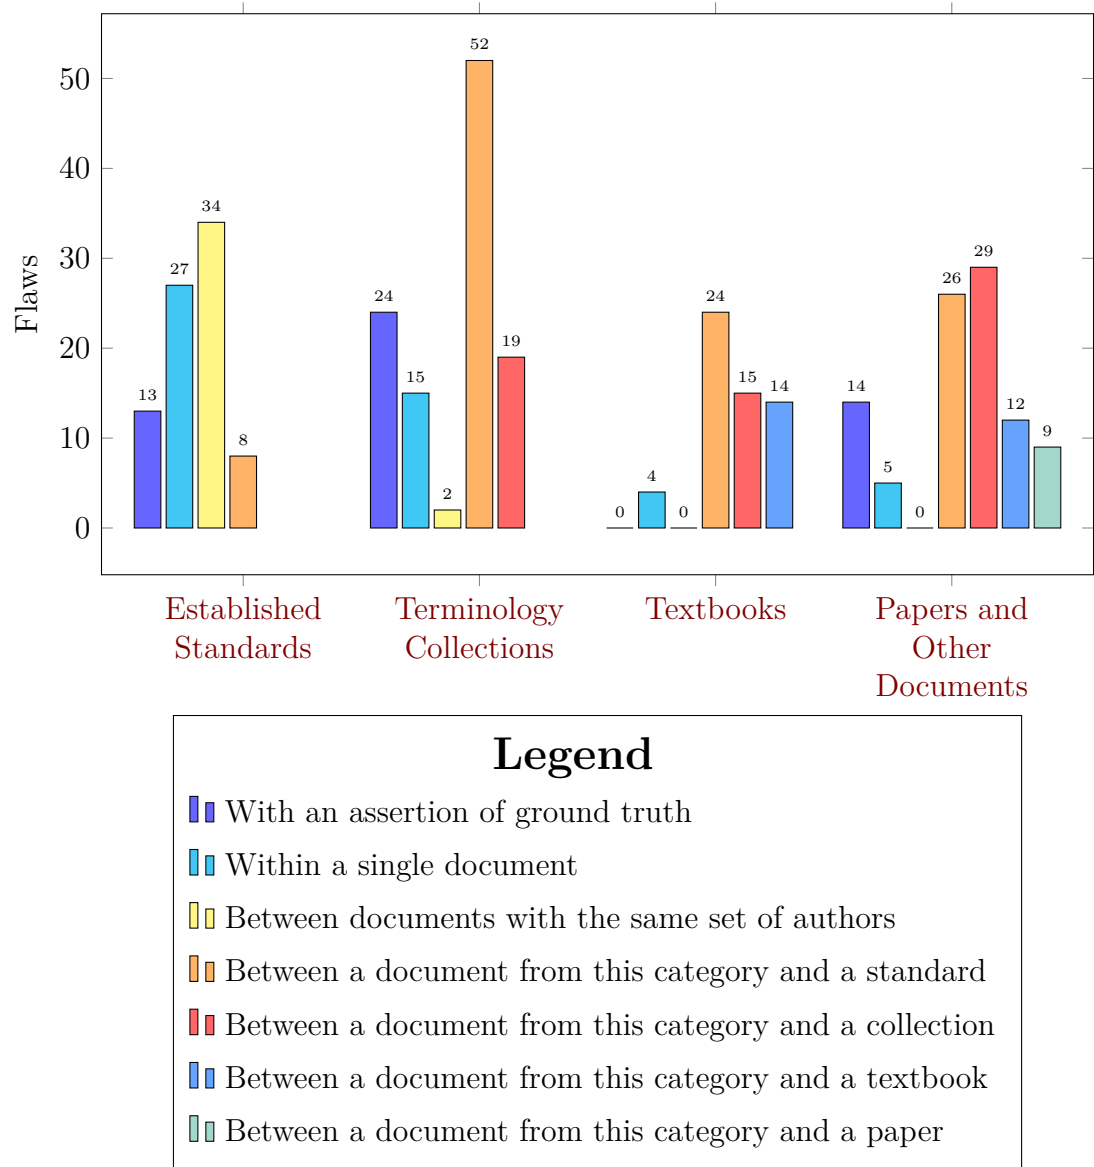 52
50
40
34
30
27
29
26
24
24
Flaws
20
19
15
15
14
14
13
12
10
9
8
5
4
2
0
0
0
0
Established
Standards
Terminology
Collections
Textbooks
Papers and
Other
Documents
Legend
With an assertion of ground truth
Within a single document
Between documents with the same set of authors
Between a document from this category and a standard
Between a document from this category and a collection
Between a document from this category and a textbook
Between a document from this category and a paper